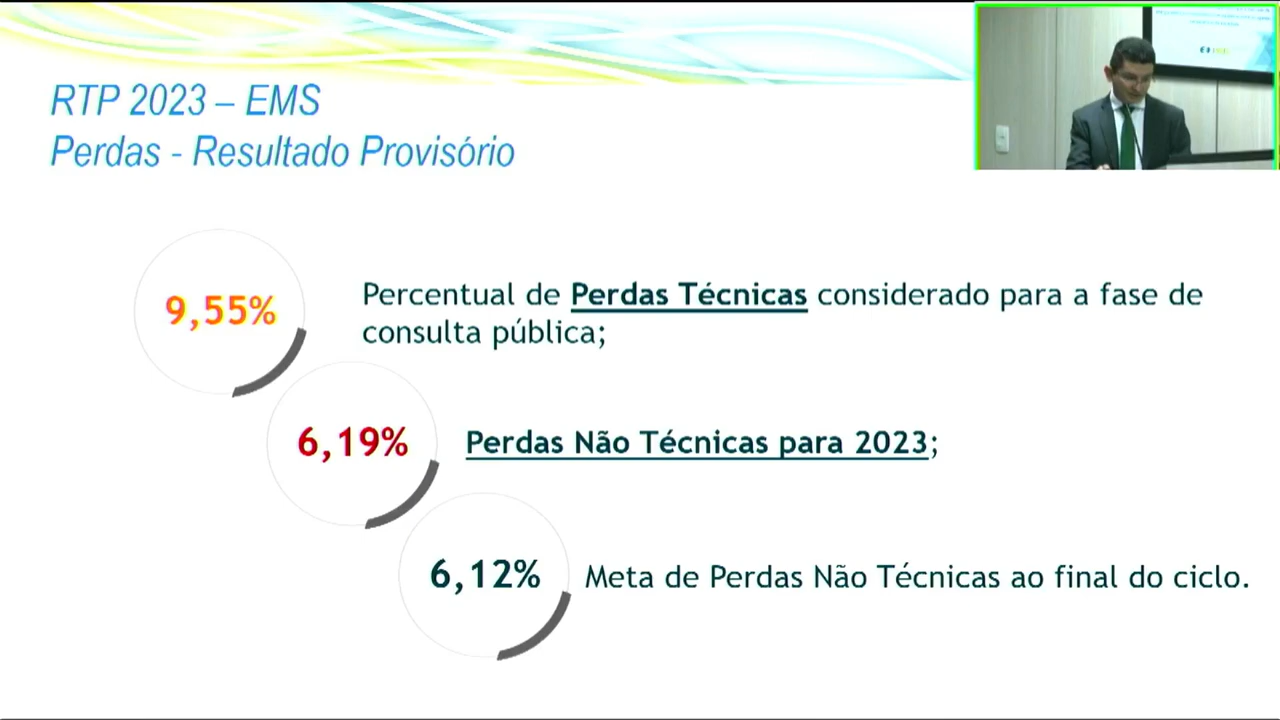 RTP 2023 – EMS
Perdas - Resultado Provisório
9,55%
Percentual de Perdas Técnicas considerado para a fase de
consulta pública;
6,19%
Perdas Não Técnicas para 2023;
6,12%
Meta de Perdas Não Técnicas ao final do ciclo.